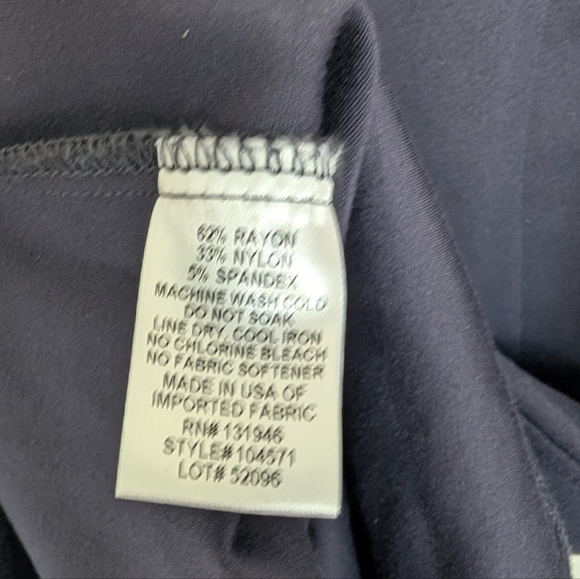 62% RAYON
33% NYLON
5% SPANDEX
MACHINE WASH COLD
DO NOT SOAK
LINE DRY, COOL IRON
NO CHLORINE BLEACH
NO FABRIC SOFTENER
MADE IN USA OF
IMPORTED FABRIC
RN# 131946
STYLE# 104571
LOT# 52096